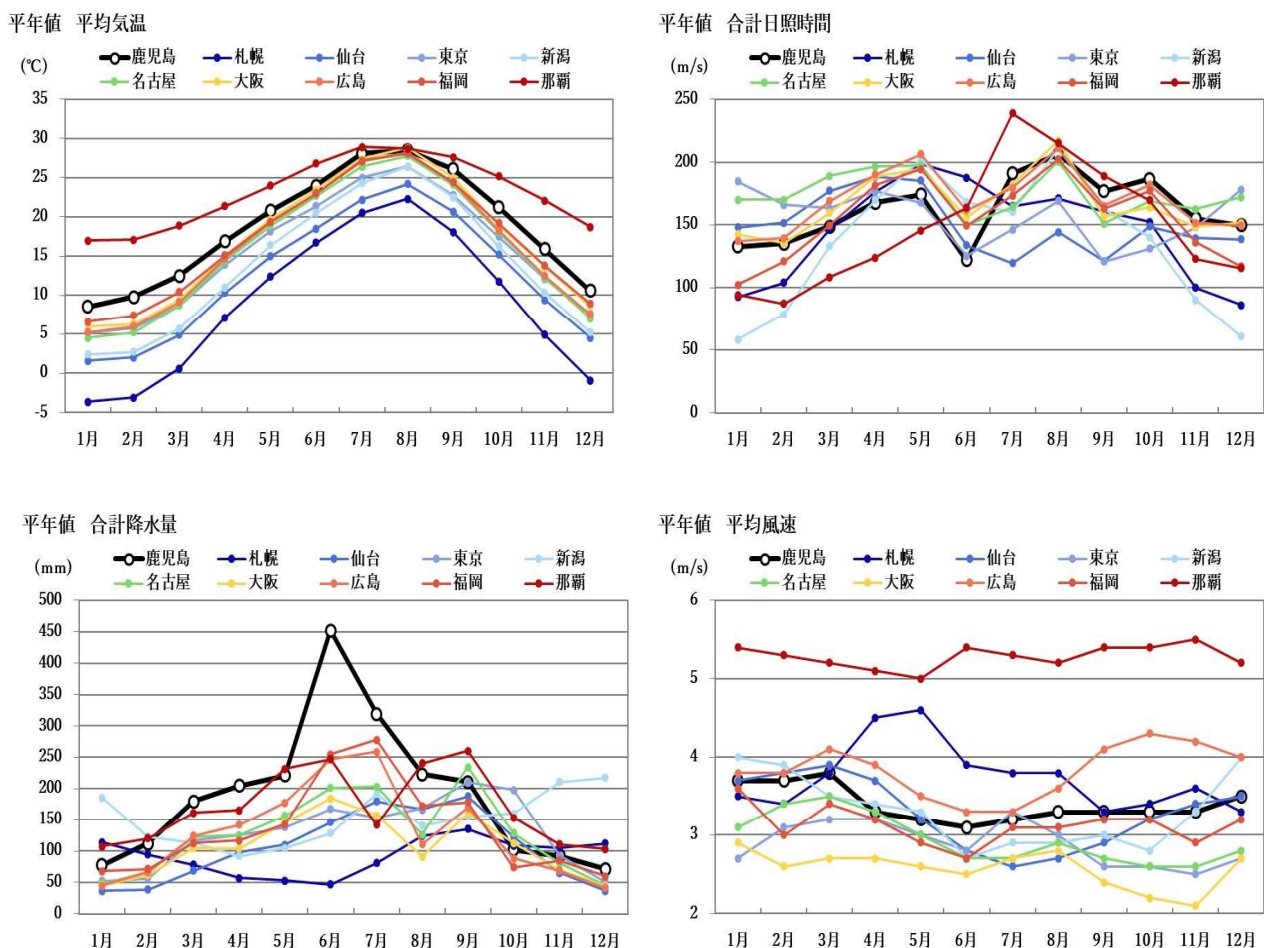 平年値 平均気温
(℃)
鹿児島 札幌 仙台 東京 新潟
名古屋 大阪 広島 福岡 那覇
35
30
25
20
15
10
5
0
-5
1月 2月 3月 4月 5月 6月 7月 8月 9月 10月 11月 12月
平年値 合計日照時間
(m/s)
鹿児島 札幌 仙台 東京 新潟
名古屋 大阪 広島 福岡 那覇
250
200
150
100
50
0
1月 2月 3月 4月 5月 6月 7月 8月 9月 10月 11月 12月
平年値 合計降水量
(mm)
鹿児島 札幌 仙台 東京 新潟
名古屋 大阪 広島 福岡 那覇
500
450
400
350
300
250
200
150
100
50
0
1月 2月 3月 4月 5月 6月 7月 8月 9月 10月 11月 12月
平年値 平均風速
(m/s)
鹿児島 札幌 仙台 東京 新潟
名古屋 大阪 広島 福岡 那覇
6
5
4
3
2
1月 2月 3月 4月 5月 6月 7月 8月 9月 10月 11月 12月